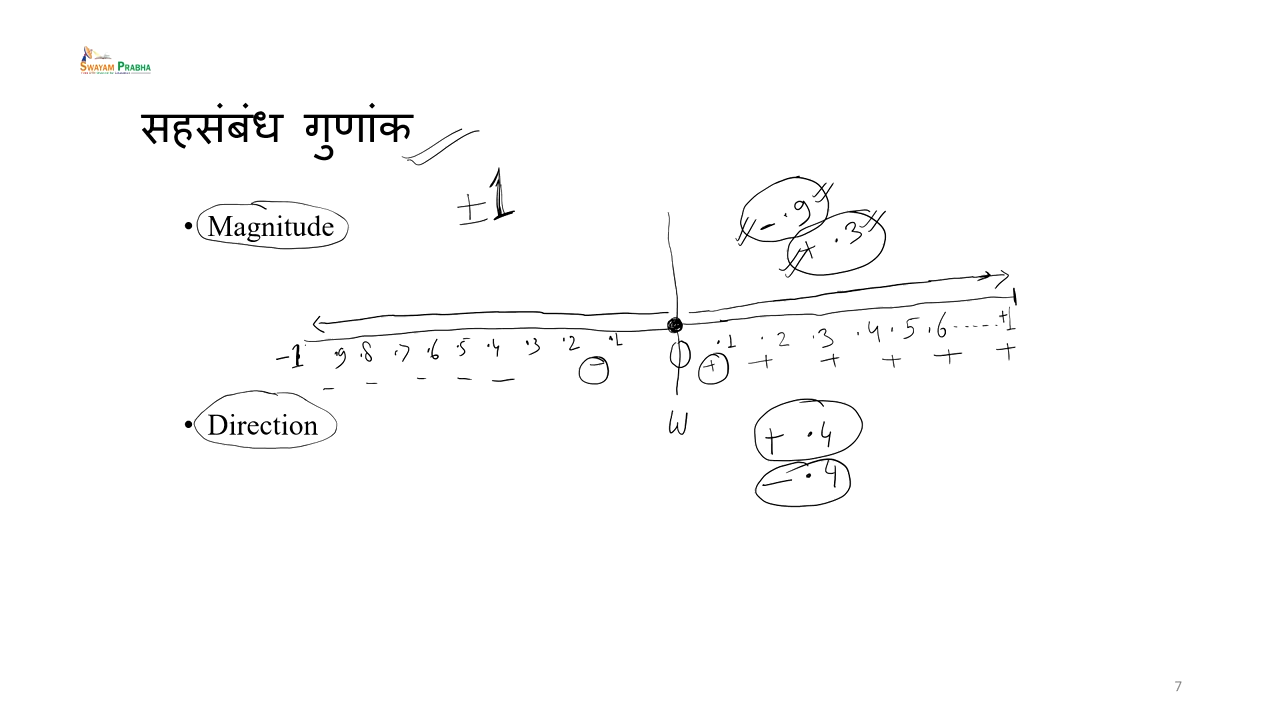 SWAYAM PRABHA
सहसंबंध गुणांक
±1
• Magnitude
- .9
+ .3
-1 .9 .8 .7 .6 .5 .4 .3 .2 .1 0 .1 .2 .3 .4 .5 .6 ..... +1
- - - - - - + + + + + +
• Direction
W
+ .4
- .4
7